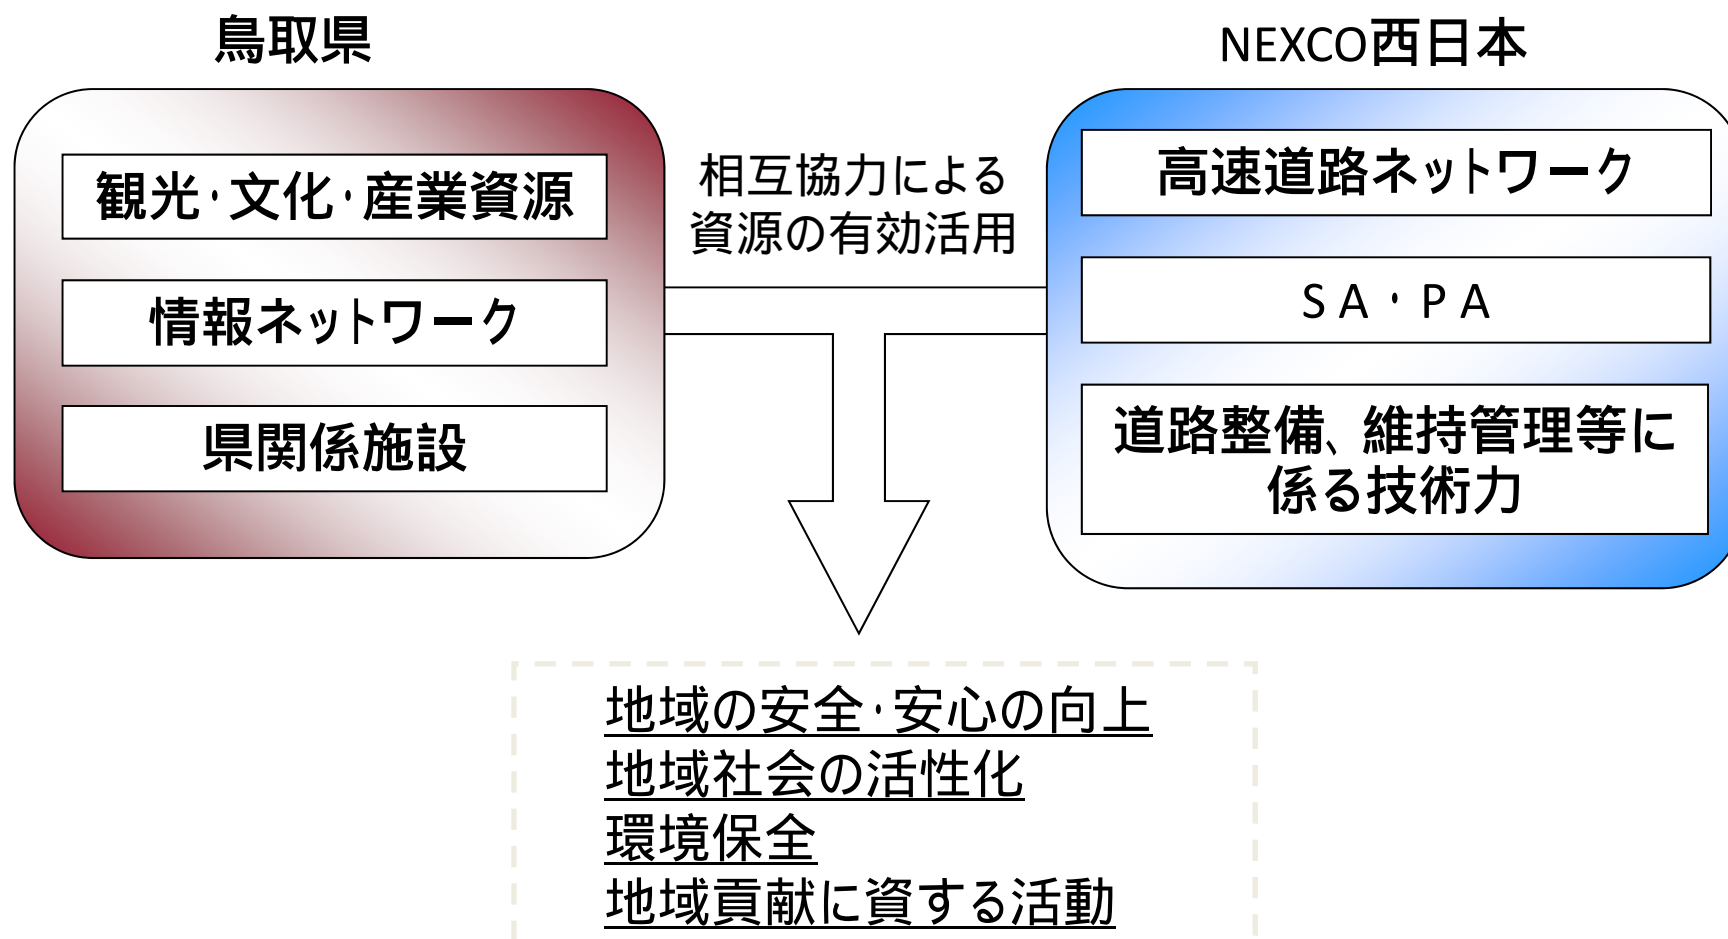 鳥取県
観光・文化・産業資源
情報ネットワーク
県関係施設
相互協力による
資源の有効活用
NEXCO西日本
高速道路ネットワーク
ＳＡ・ＰＡ
道路整備、維持管理等に
係る技術力
地域の安全・安心の向上
地域社会の活性化
環境保全
地域貢献に資する活動